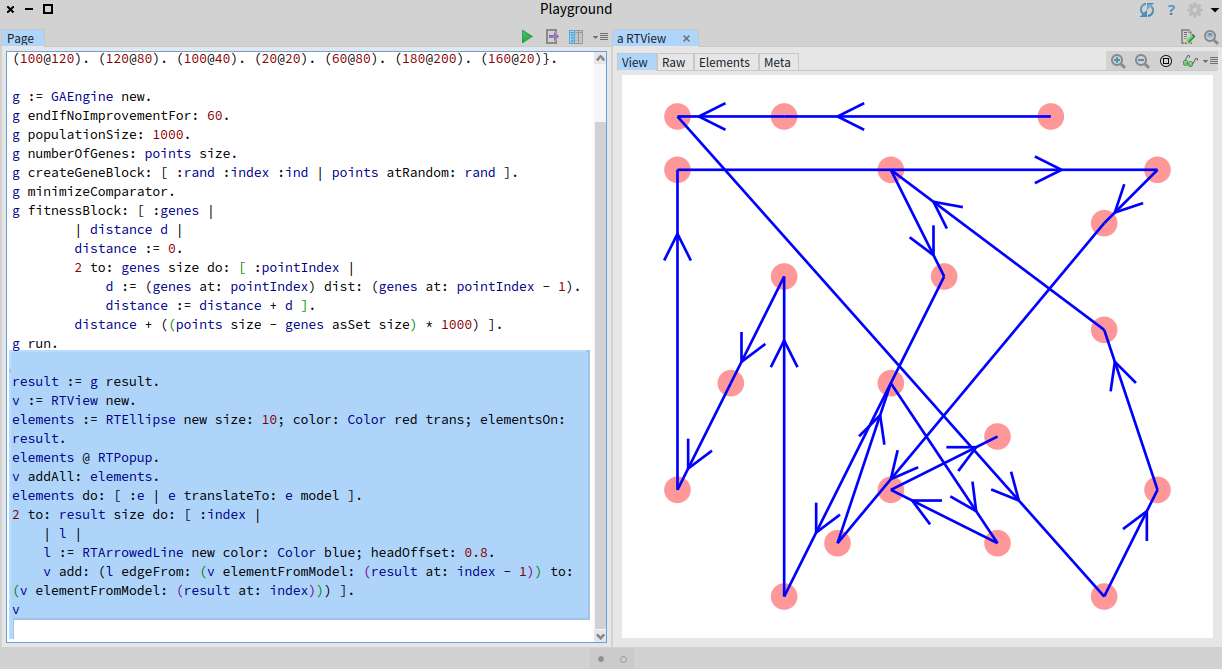 Playground
?
Page
a RTView ×
View Raw Elements Meta
(100@120). (120@80). (100@40). (20@20). (60@80). (180@200). (160@20)}.
g := GAEngine new.
g endIfNoImprovementFor: 60.
g populationSize: 1000.
g numberOfGenes: points size.
g createGeneBlock: [ :rand :index :ind | points atRandom: rand ].
g minimizeComparator.
g fitnessBlock: [ :genes |
| distance d |
distance := 0.
2 to: genes size do: [ :pointIndex |
d := (genes at: pointIndex) dist: (genes at: pointIndex - 1).
distance := distance + d ].
distance + ((points size - genes asSet size) * 1000) ].
g run.
result := g result.
v := RTView new.
elements := RTEllipse new size: 10; color: Color red trans; elementsOn:
result.
elements @ RTPopup.
v addAll: elements.
elements do: [ :e | e translateTo: e model ].
2 to: result size do: [ :index |
| l |
l := RTArrowedLine new color: Color blue; headOffset: 0.8.
v add: (l edgeFrom: (v elementFromModel: (result at: index - 1)) to:
(v elementFromModel: (result at: index))) ].
v